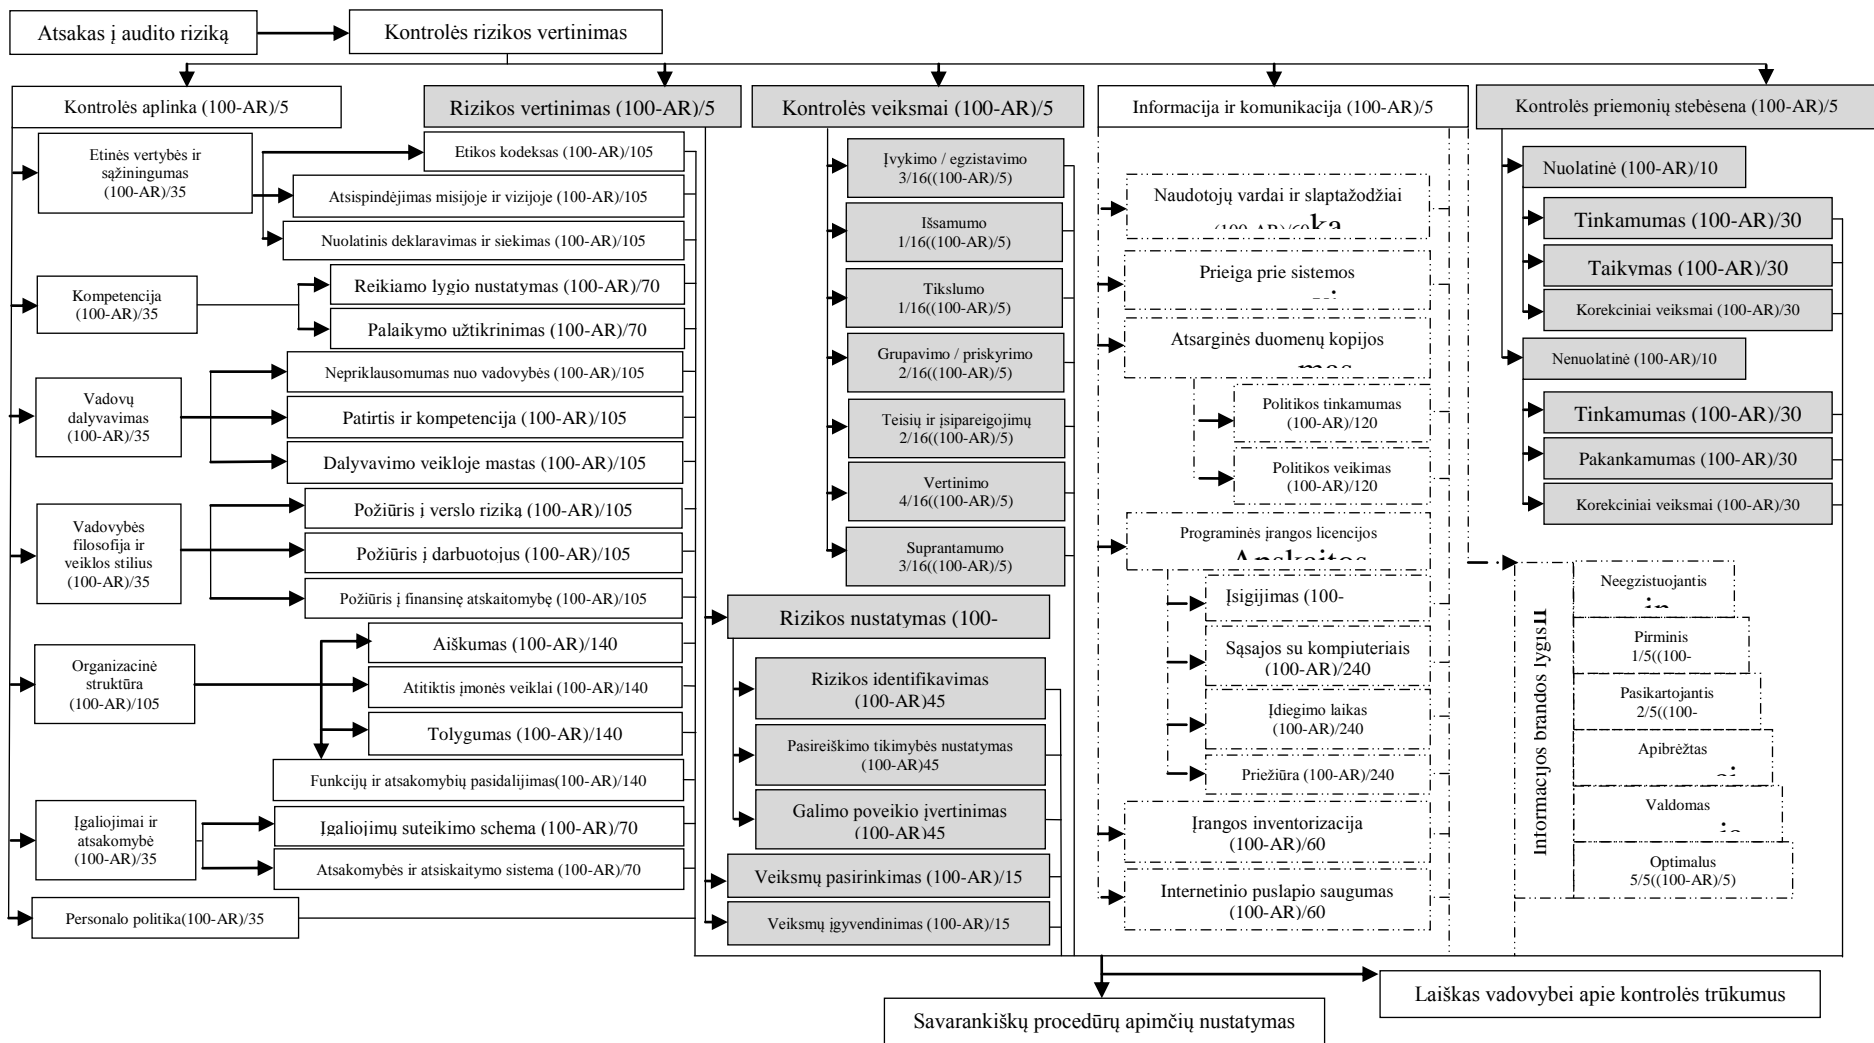 Atsakas į audito riziką
Kontrolės rizikos vertinimas
Kontrolės aplinka (100-AR)/5
Rizikos vertinimas (100-AR)/5
Kontrolės veiksmai (100-AR)/5
Informacija ir komunikacija (100-AR)/5
Kontrolės priemonių stebėsena (100-AR)/5
Etinės vertybės ir
sąžiningumas
(100-AR)/35
Etikos kodeksas (100-AR)/105
Atsispindėjimas misijoje ir vizijoje (100-AR)/105
Nuolatinis deklaravimas ir siekimas (100-AR)/105
Kompetencija
(100-AR)/35
Reikiamo lygio nustatymas (100-AR)/70
Palaikymo užtikrinimas (100-AR)/70
Vadovų
dalyvavimas
(100-AR)/35
Nepriklausomumas nuo vadovybės (100-AR)/105
Patirtis ir kompetencija (100-AR)/105
Dalyvavimo veikloje mastas (100-AR)/105
Vadovybės
filosofija ir
veiklos stilius
(100-AR)/35
Požiūris į verslo riziką (100-AR)/105
Požiūris į darbuotojus (100-AR)/105
Požiūris į finansinę atskaitomybę (100-AR)/105
Organizacinė
struktūra
(100-AR)/105
Aiškumas (100-AR)/140
Atitiktis įmonės veiklai (100-AR)/140
Tolygumas (100-AR)/140
Funkcijų ir atsakomybių pasidalijimas(100-AR)/140
Įgaliojimai ir
atsakomybė
(100-AR)/35
Įgaliojimų suteikimo schema (100-AR)/70
Atsakomybės ir atsiskaitymo sistema (100-AR)/70
Personalo politika(100-AR)/35
Rizikos nustatymas (100-
Rizikos identifikavimas
(100-AR)45
Pasireiškimo tikimybės nustatymas
(100-AR)45
Galimo poveikio įvertinimas
(100-AR)45
Veiksmų pasirinkimas (100-AR)/15
Veiksmų įgyvendinimas (100-AR)/15
Įvykimo / egzistavimo
3/16((100-AR)/5)
Išsamumo
1/16((100-AR)/5)
Tikslumo
1/16((100-AR)/5)
Grupavimo / priskyrimo
2/16((100-AR)/5)
Teisių ir įsipareigojimų
2/16((100-AR)/5)
Vertinimo
4/16((100-AR)/5)
Suprantamumo
3/16((100-AR)/5)
Naudotojų vardai ir slaptažodžiai
Prieiga prie sistemos
Atsarginės duomenų kopijos
Politikos tinkamumas
(100-AR)/120
Politikos veikimas
(100-AR)/120
Programinės įrangos licencijos
Įsigijimas (100-
Sąsajos su kompiuteriais
(100-AR)/240
Įdiegimo laikas
(100-AR)/240
Priežiūra (100-AR)/240
Įrangos inventorizacija
(100-AR)/60
Internetinio puslapio saugumas
(100-AR)/60
Nuolatinė (100-AR)/10
Tinkamumas (100-AR)/30
Taikymas (100-AR)/30
Korekciniai veiksmai (100-AR)/30
Nenuolatinė (100-AR)/10
Tinkamumas (100-AR)/30
Pakankamumas (100-AR)/30
Korekciniai veiksmai (100-AR)/30
Informacijos brandos lygis
Neegzistuojantis
Pirminis
1/5((100-
Pasikartojantis
2/5((100-
Apibrėžtas
Valdomas
Optimalus
5/5((100-AR)/5)
Laiškas vadovybei apie kontrolės trūkumus
Savarankiškų procedūrų apimčių nustatymas